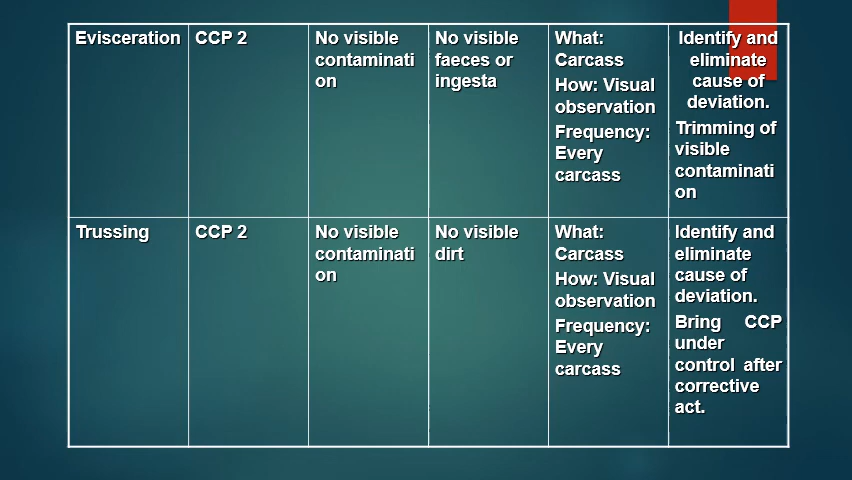 Evisceration
CCP 2
No visible
contaminati
on
No visible
faeces or
ingesta
What:
Carcass
How: Visual
observation
Frequency:
Every
carcass
Identify and
eliminate
cause of
deviation.
Trimming of
visible
contaminati
on
Trussing
CCP 2
No visible
contaminati
on
No visible
dirt
What:
Carcass
How: Visual
observation
Frequency:
Every
carcass
Identify and
eliminate
cause of
deviation.
Bring CCP
under
control after
corrective
act.